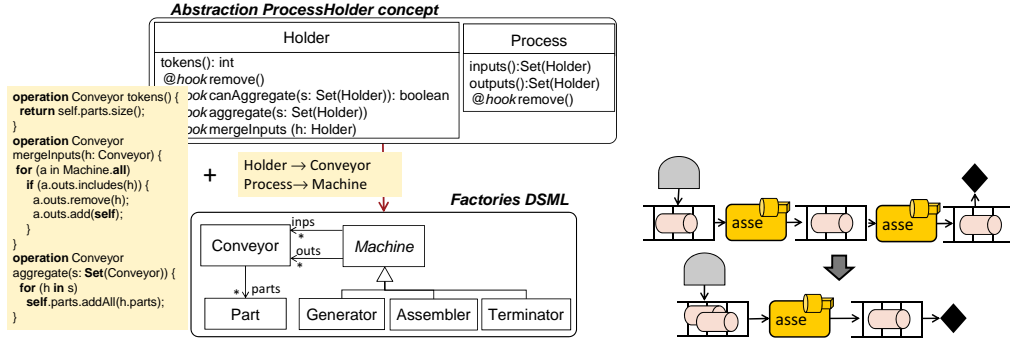 Abstraction ProcessHolder concept
Holder
tokens(): int
@hook remove()
ook canAggregate(s: Set(Holder)): boolean
ook aggregate(s: Set(Holder))
ook mergeInputs (h: Holder)
Process
inputs():Set(Holder)
outputs():Set(Holder)
@hook remove()
operation Conveyor tokens() {
return self.parts.size();
}
operation Conveyor
mergeInputs(h: Conveyor) {
for (a in Machine.all)
if (a.outs.includes(h)) {
a.outs.remove(h);
a.outs.add(self);
}
}
operation Conveyor
aggregate(s: Set(Conveyor)) {
for (h in s)
self.parts.addAll(h.parts);
}
+
Holder → Conveyor
Process→ Machine
Factories DSML
Conveyor
inps
*
outs
*
Machine
* parts
Part
Generator
Assembler
Terminator
asse
asse
asse